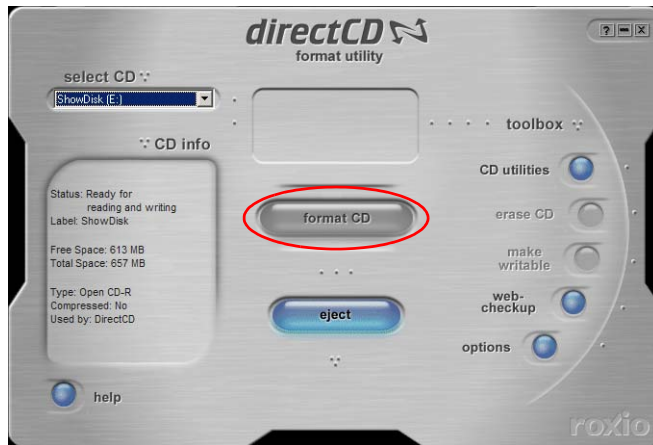 directCD
format utility
? - X
select CD
ShowDisk (E:)
toolbox
CD info
CD utilities
Status: Ready for
reading and writing
Label: ShowDisk
format CD
erase CD
Free Space: 613 MB
Total Space: 657 MB
make
writable
Type: Open CD-R
Compressed: No
Used by: DirectCD
web-
checkup
eject
options
help
roxio